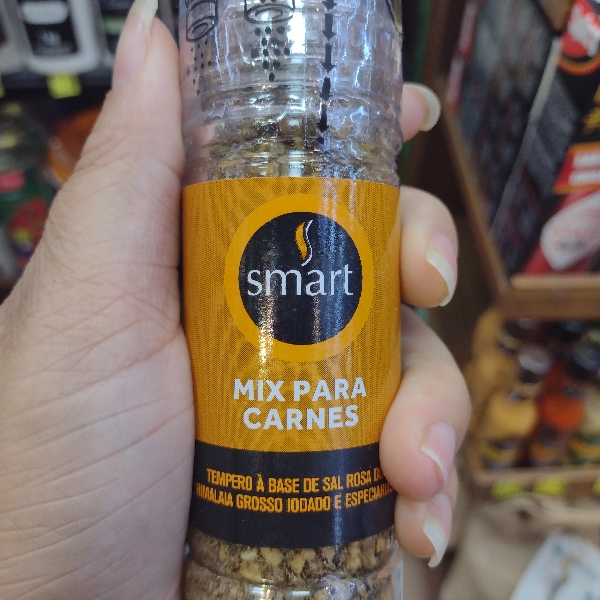 smart
MIX PARA
CARNES
TEMPERO À BASE DE SAL ROSA DO
HIMALAIA GROSSO IODADO E ESPECIARIAS